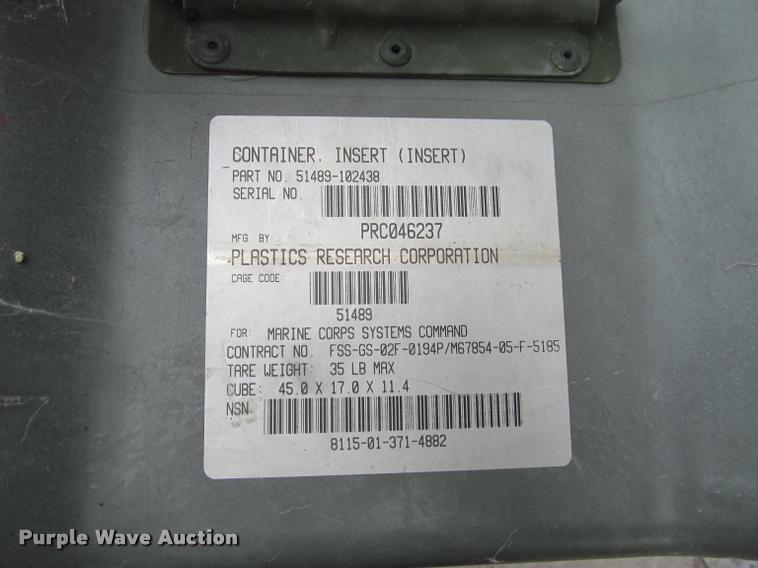 CONTAINER, INSERT (INSERT)
PART NO. 51489-102438
SERIAL NO.
PRC046237
MFG BY:
PLASTICS RESEARCH CORPORATION
CAGE CODE:
51489
FOR: MARINE CORPS SYSTEMS COMMAND
CONTRACT NO. FSS-GS-02F-0194P/M67854-05-F-5185
TARE WEIGHT: 35 LB MAX
CUBE: 45.0 X 17.0 X 11.4
NSN
8115-01-371-4882
Purple Wave Auction